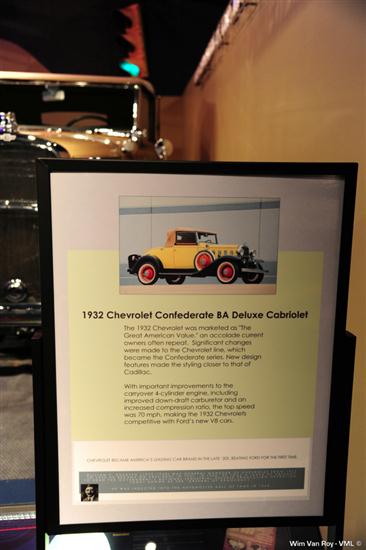 1932 Chevrolet Confederate BA Deluxe Cabriolet
The 1932 Chevrolet was marketed as "The
Great American Value," an accolade current
owners often repeat. Significant changes
were made to the Chevrolet line, which
became the Confederate series. New design
features made the styling closer to that of
Cadillac.
With important improvements to the
carryover 4-cylinder engine, including
improved down-draft carburetor and an
increased compression ratio, the top speed
was 70 mph, making the 1932 Chevrolets
competitive with Ford's new V8 cars.
CHEVROLET BECAME AMERICA'S LEADING CAR BRAND IN THE LATE '20s, BEATING FORD FOR THE FIRST TIME.
Wim Van Roy - VML ©